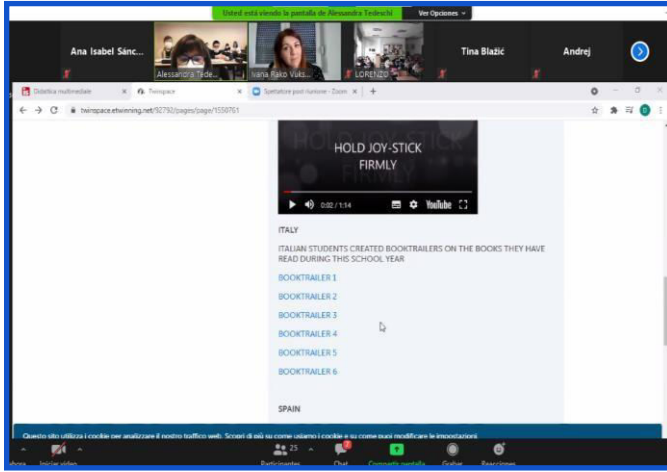 Usted está viendo la pantalla de Alessandra Tedeschi
Ver Opciones
Ana Isabel Sánc...
Alessandra Tede...
Ivana Rako Vuks...
LORENZO
Tina Blažić
Andrej
Didattica multimediale
Twinspace
Spettatore post-riunione - Zoom
twinspace.etwinning.net/92792/pages/page/1550761
HOLD JOY-STICK
FIRMLY
0:02 / 1:14
YouTube
ITALY
ITALIAN STUDENTS CREATED BOOKTRAILERS ON THE BOOKS THEY HAVE
READ DURING THIS SCHOOL YEAR
BOOKTRAILER 1
BOOKTRAILER 2
BOOKTRAILER 3
BOOKTRAILER 4
BOOKTRAILER 5
BOOKTRAILER 6
SPAIN
Questo sito utilizza i cookie per analizzare il nostro traffico web. Scopri di più su come usiamo i cookie e su come puoi modificare le impostazioni.
25
2
Iniciar video
Participantes
Chat
Compartir pantalla
Grabar
Reacciones